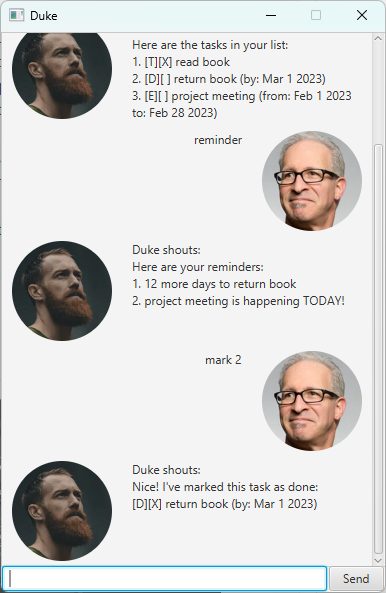 Duke
Here are the tasks in your list:
1. [T][X] read book
2. [D][ ] return book (by: Mar 1 2023)
3. [E][ ] project meeting (from: Feb 1 2023
to: Feb 28 2023)
reminder
Duke shouts:
Here are your reminders:
1. 12 more days to return book
2. project meeting is happening TODAY!
mark 2
Duke shouts:
Nice! I've marked this task as done:
[D][X] return book (by: Mar 1 2023)
Send